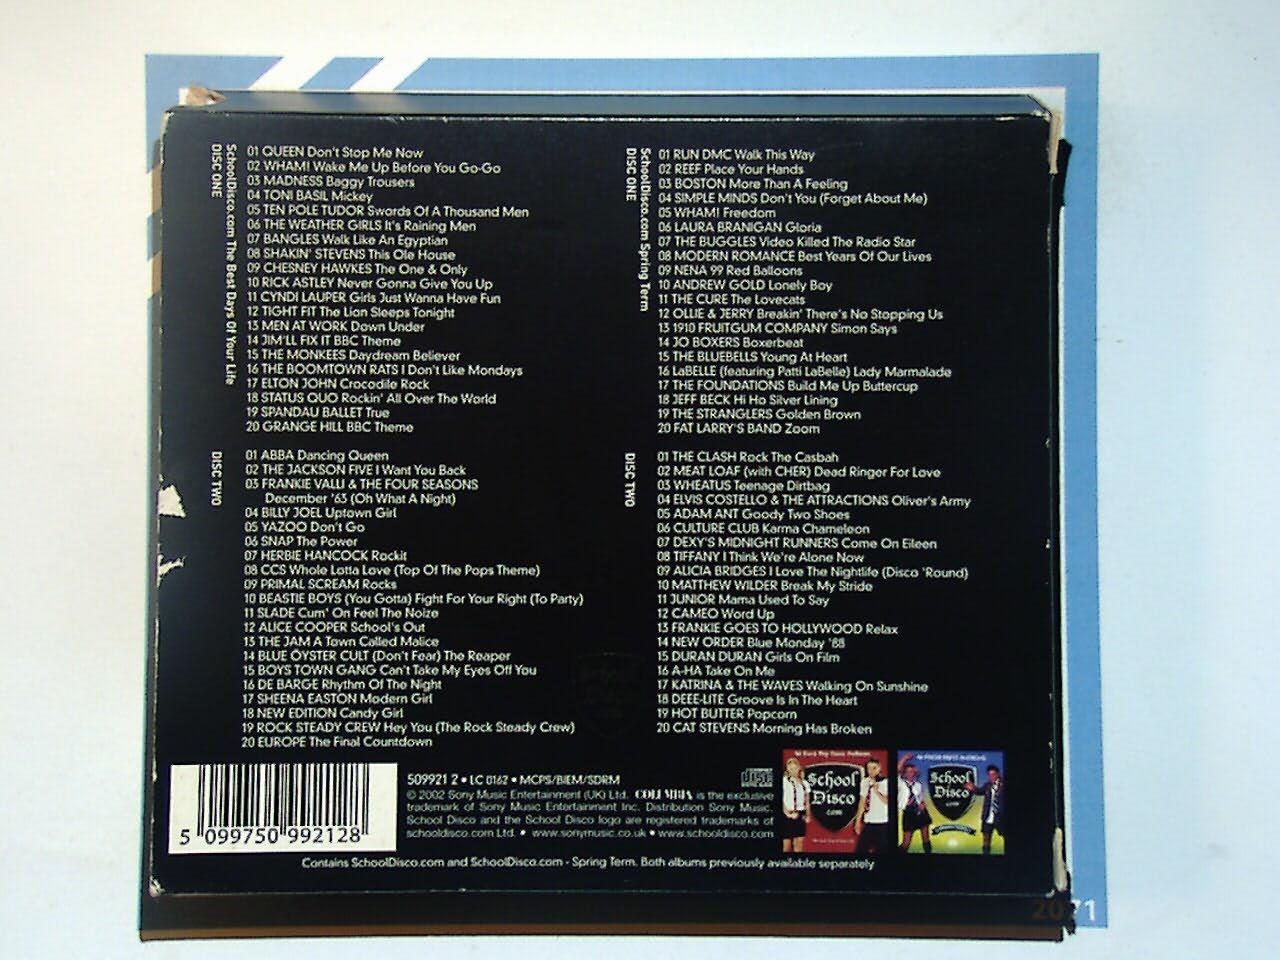 SchoolDisco.com The Best Days Of Your Life
DISC ONE
01 QUEEN Don't Stop Me Now
02 WHAM! Wake Me Up Before You Go-Go
03 MADNESS Baggy Trousers
04 TONI BASIL Mickey
05 TEN POLE TUDOR Swords Of A Thousand Men
06 THE WEATHER GIRLS It's Raining Men
07 BANGLES Walk Like An Egyptian
08 SHAKIN' STEVENS This Ole House
09 CHESNEY HAWKES The One & Only
10 RICK ASTLEY Never Gonna Give You Up
11 CYNDI LAUPER Girls Just Wanna Have Fun
12 TIGHT FIT The Lion Sleeps Tonight
13 MEN AT WORK Down Under
14 JIM'LL FIX IT BBC Theme
15 THE MONKEES Daydream Believer
16 THE BOOMTOWN RATS I Don't Like Mondays
17 ELTON JOHN Crocodile Rock
18 STATUS QUO Rockin' All Over The World
19 SPANDAU BALLET True
20 GRANGE HILL BBC Theme
DISC TWO
01 ABBA Dancing Queen
02 THE JACKSON FIVE I Want You Back
03 FRANKIE VALLI & THE FOUR SEASONS
December '63 (Oh What A Night)
04 BILLY JOEL Uptown Girl
05 YAZOO Don't Go
06 SNAP The Power
07 HERBIE HANCOCK Rockit
08 CCS Whole Lotta Love (Top Of The Pops Theme)
09 PRIMAL SCREAM Rocks
10 BEASTIE BOYS (You Gotta) Fight For Your Right (To Party)
11 SLADE Cum' On Feel The Noize
12 ALICE COOPER School's Out
13 THE JAM A Town Called Malice
14 BLUE OYSTER CULT (Don't Fear) The Reaper
15 BOYS TOWN GANG Can't Take My Eyes Off You
16 DE BARGE Rhythm Of The Night
17 SHEENA EASTON Modern Girl
18 NEW EDITION Candy Girl
19 ROCK STEADY CREW Hey You (The Rock Steady Crew)
20 EUROPE The Final Countdown
SchoolDisco.com Spring Term
DISC ONE
01 RUN DMC Walk This Way
02 REEF Place Your Hands
03 BOSTON More Than A Feeling
04 SIMPLE MINDS Don't You (Forget About Me)
05 WHAM! Freedom
06 LAURA BRANIGAN Gloria
07 THE BUGGLES Video Killed The Radio Star
08 MODERN ROMANCE Best Years Of Our Lives
09 NENA 99 Red Balloons
10 ANDREW GOLD Lonely Boy
11 THE CURE The Lovecats
12 OLLIE & JERRY Breakin' There's No Stopping Us
13 1910 FRUITGUM COMPANY Simon Says
14 JO BOXERS Boxerbeat
15 THE BLUEBELLS Young At Heart
16 LaBELLE (featuring Patti LaBelle) Lady Marmalade
17 THE FOUNDATIONS Build Me Up Buttercup
18 JEFF BECK Hi Ho Silver Lining
19 THE STRANGLERS Golden Brown
20 FAT LARRY'S BAND Zoom
DISC TWO
01 THE CLASH Rock The Casbah
02 MEAT LOAF (with CHER) Dead Ringer For Love
03 WHEATUS Teenage Dirtbag
04 ELVIS COSTELLO & THE ATTRACTIONS Oliver's Army
05 ADAM ANT Goody Two Shoes
06 CULTURE CLUB Karma Chameleon
07 DEXY'S MIDNIGHT RUNNERS Come On Eileen
08 TIFFANY I Think We're Alone Now
09 ALICIA BRIDGES I Love The Nightlife (Disco 'Round)
10 MATTHEW WILDER Break My Stride
11 JUNIOR Mama Used To Say
12 CAMEO Word Up
13 FRANKIE GOES TO HOLLYWOOD Relax
14 NEW ORDER Blue Monday '88
15 DURAN DURAN Girls On Film
16 A-HA Take On Me
17 KATRINA & THE WAVES Walking On Sunshine
18 DEEE-LITE Groove Is In The Heart
19 HOT BUTTER Popcorn
20 CAT STEVENS Morning Has Broken
5 099750 992128
509921 2 • LC 0162 • MCPS/BIEM/SDRM
© 2002 Sony Music Entertainment (UK) Ltd. COLUMBIA is the exclusive
trademark of Sony Music Entertainment Inc. Distribution Sony Music.
School Disco and the School Disco logo are registered trademarks of
schooldisco.com Ltd. • www.sonymusic.co.uk • www.schooldisco.com
COMPACT
disc
School
Disco
.com
School
Disco
.com
Contains SchoolDisco.com and SchoolDisco.com - Spring Term. Both albums previously available separately
2071